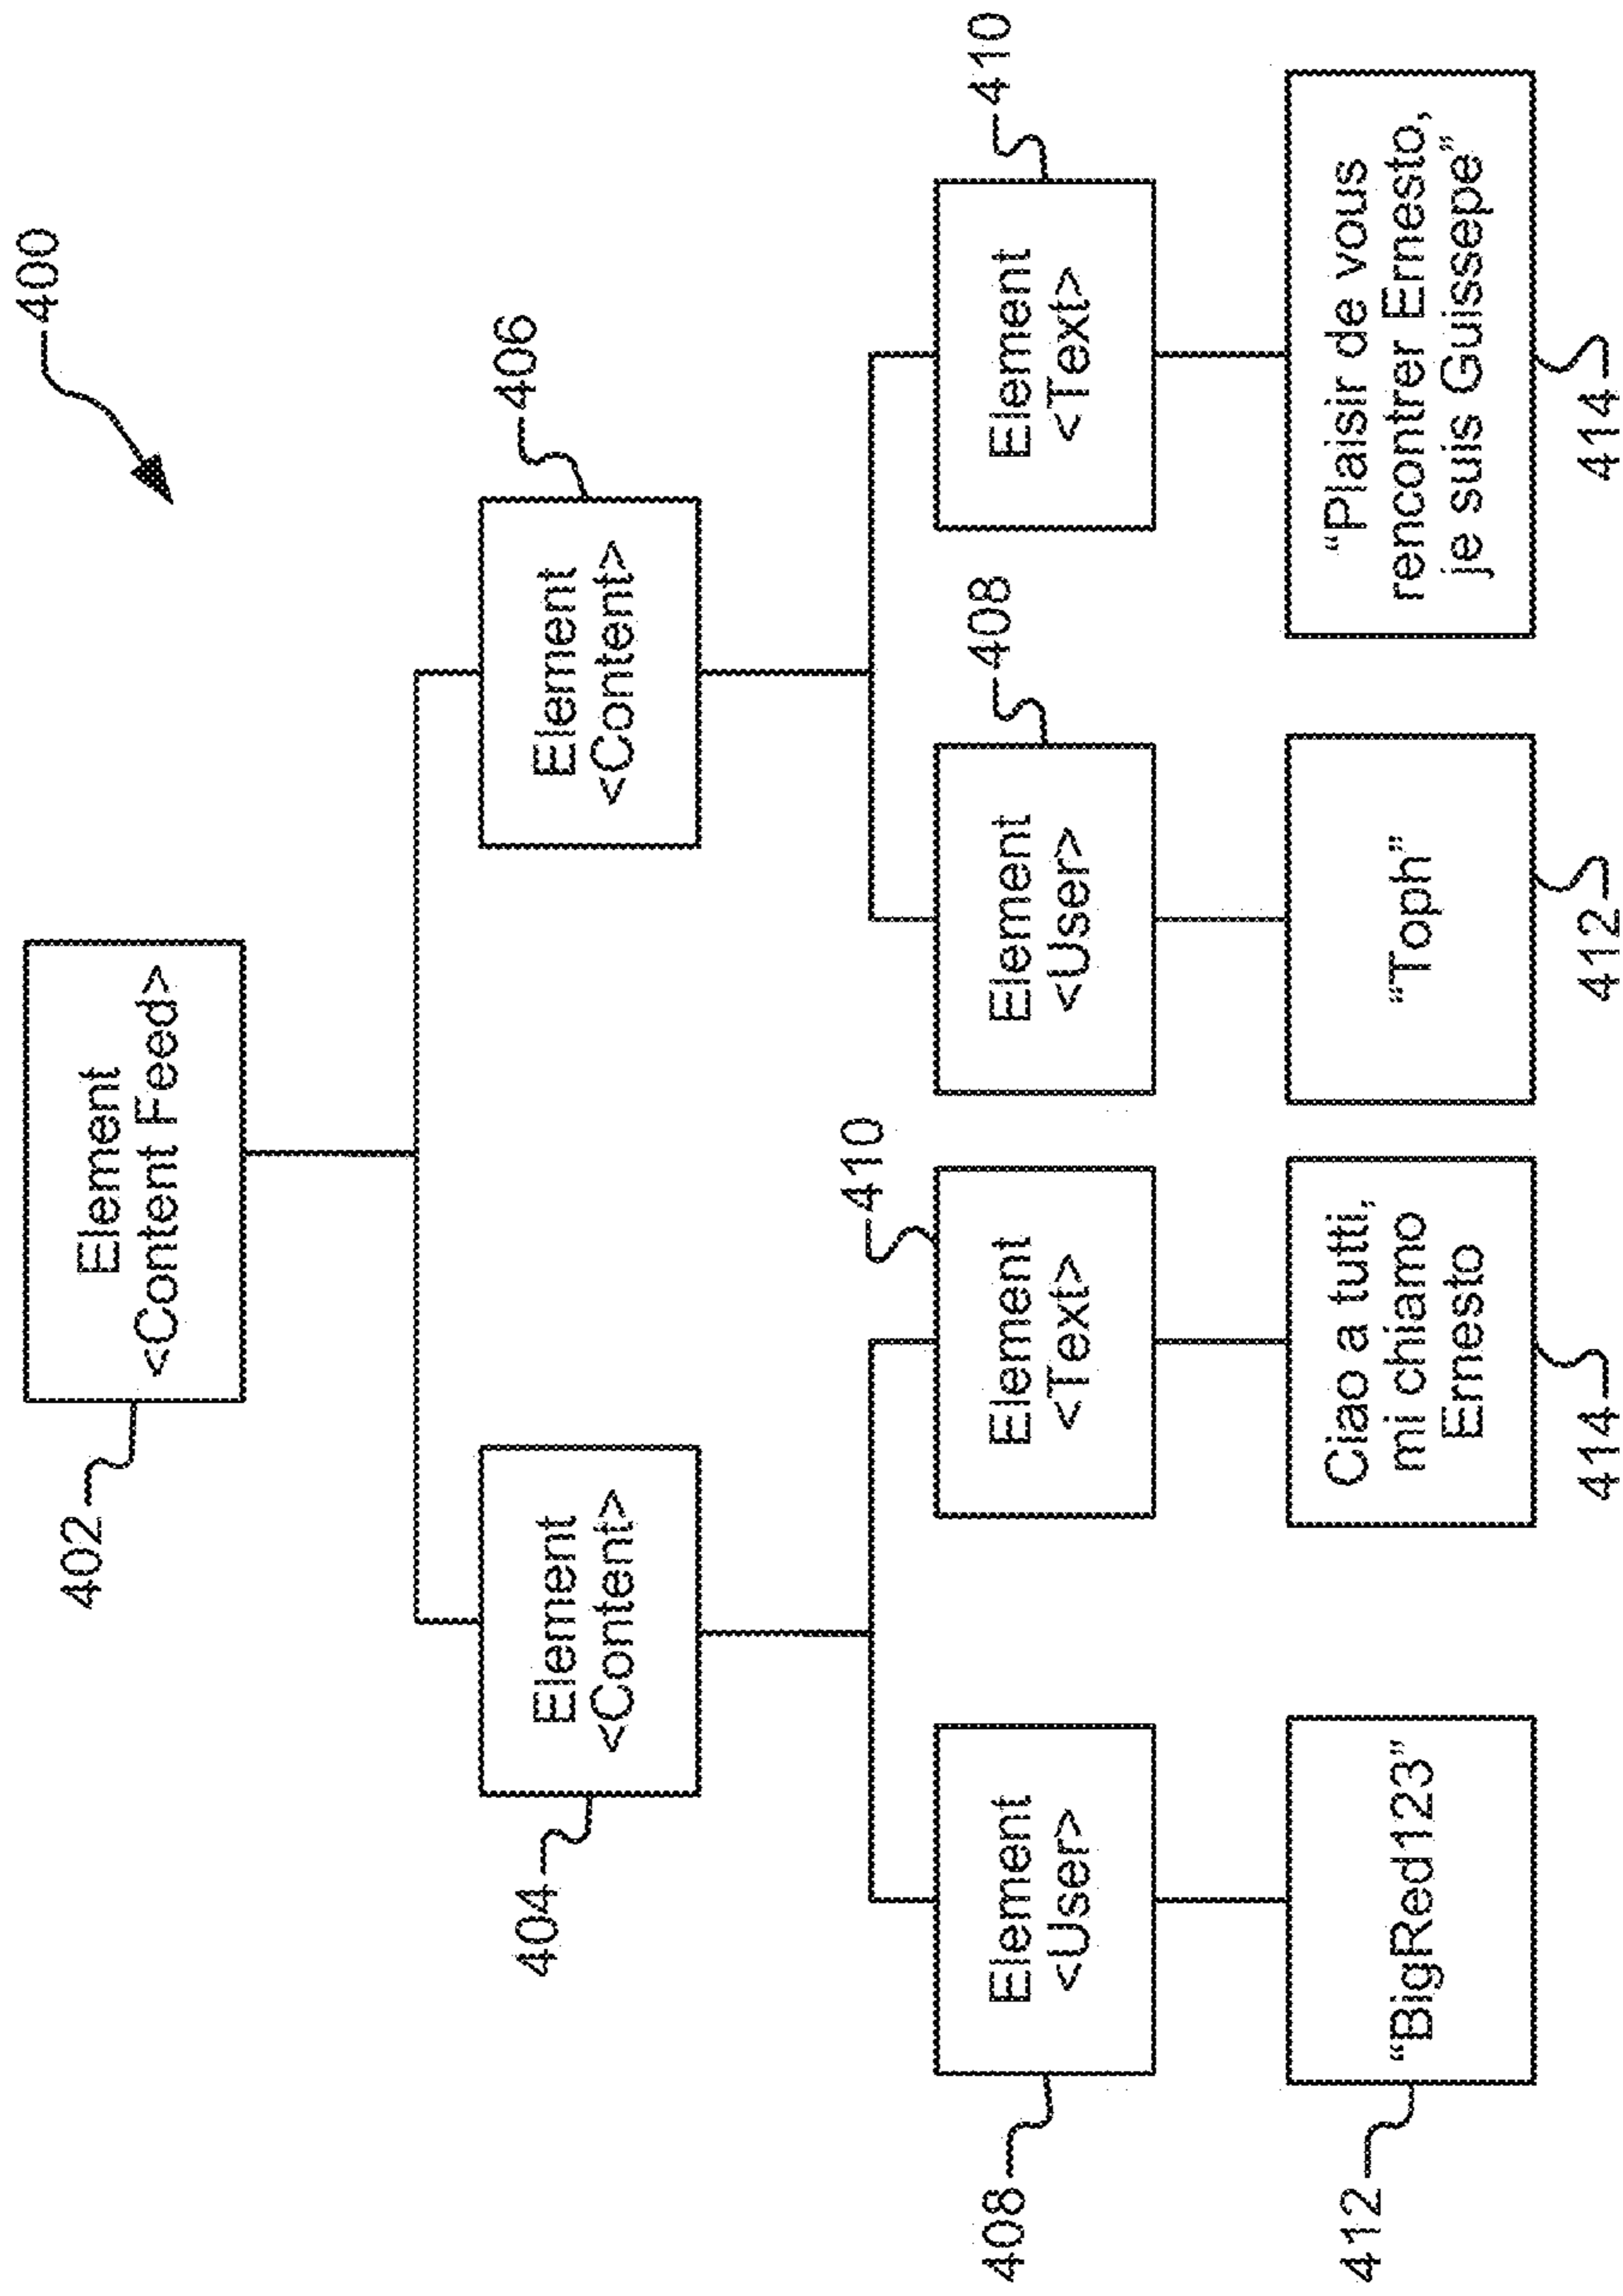 400
402
Element
<Content Feed>
404
Element
<Content>
406
Element
<Content>
408
Element
<User>
410
Element
<Text>
408
Element
<User>
410
Element
<Text>
412
“BigRed123”
Ciao a tutti,
mi chiamo
Ernesto
414
“Toph”
412
“Plaisir de vous
rencontrer Ernesto,
je suis Guissepe”
414